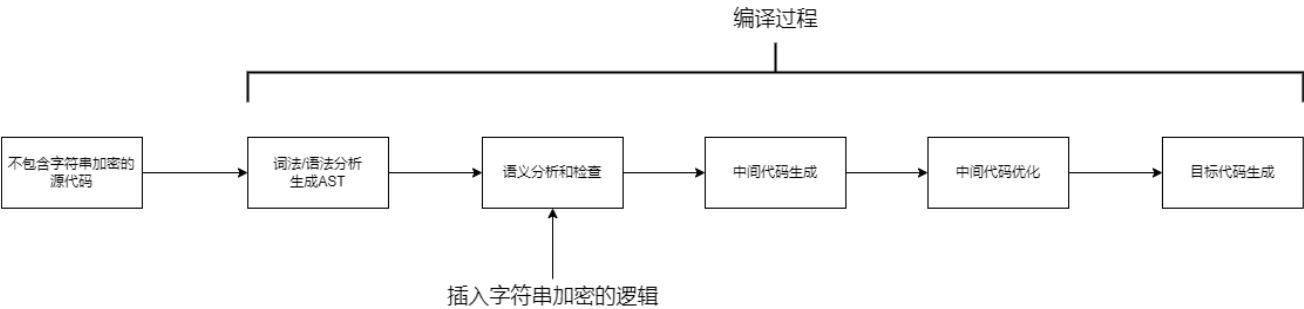 编译过程
不包含字符串加密的
源代码
词法/语法分析
生成AST
语义分析和检查
中间代码生成
中间代码优化
目标代码生成
插入字符串加密的逻辑